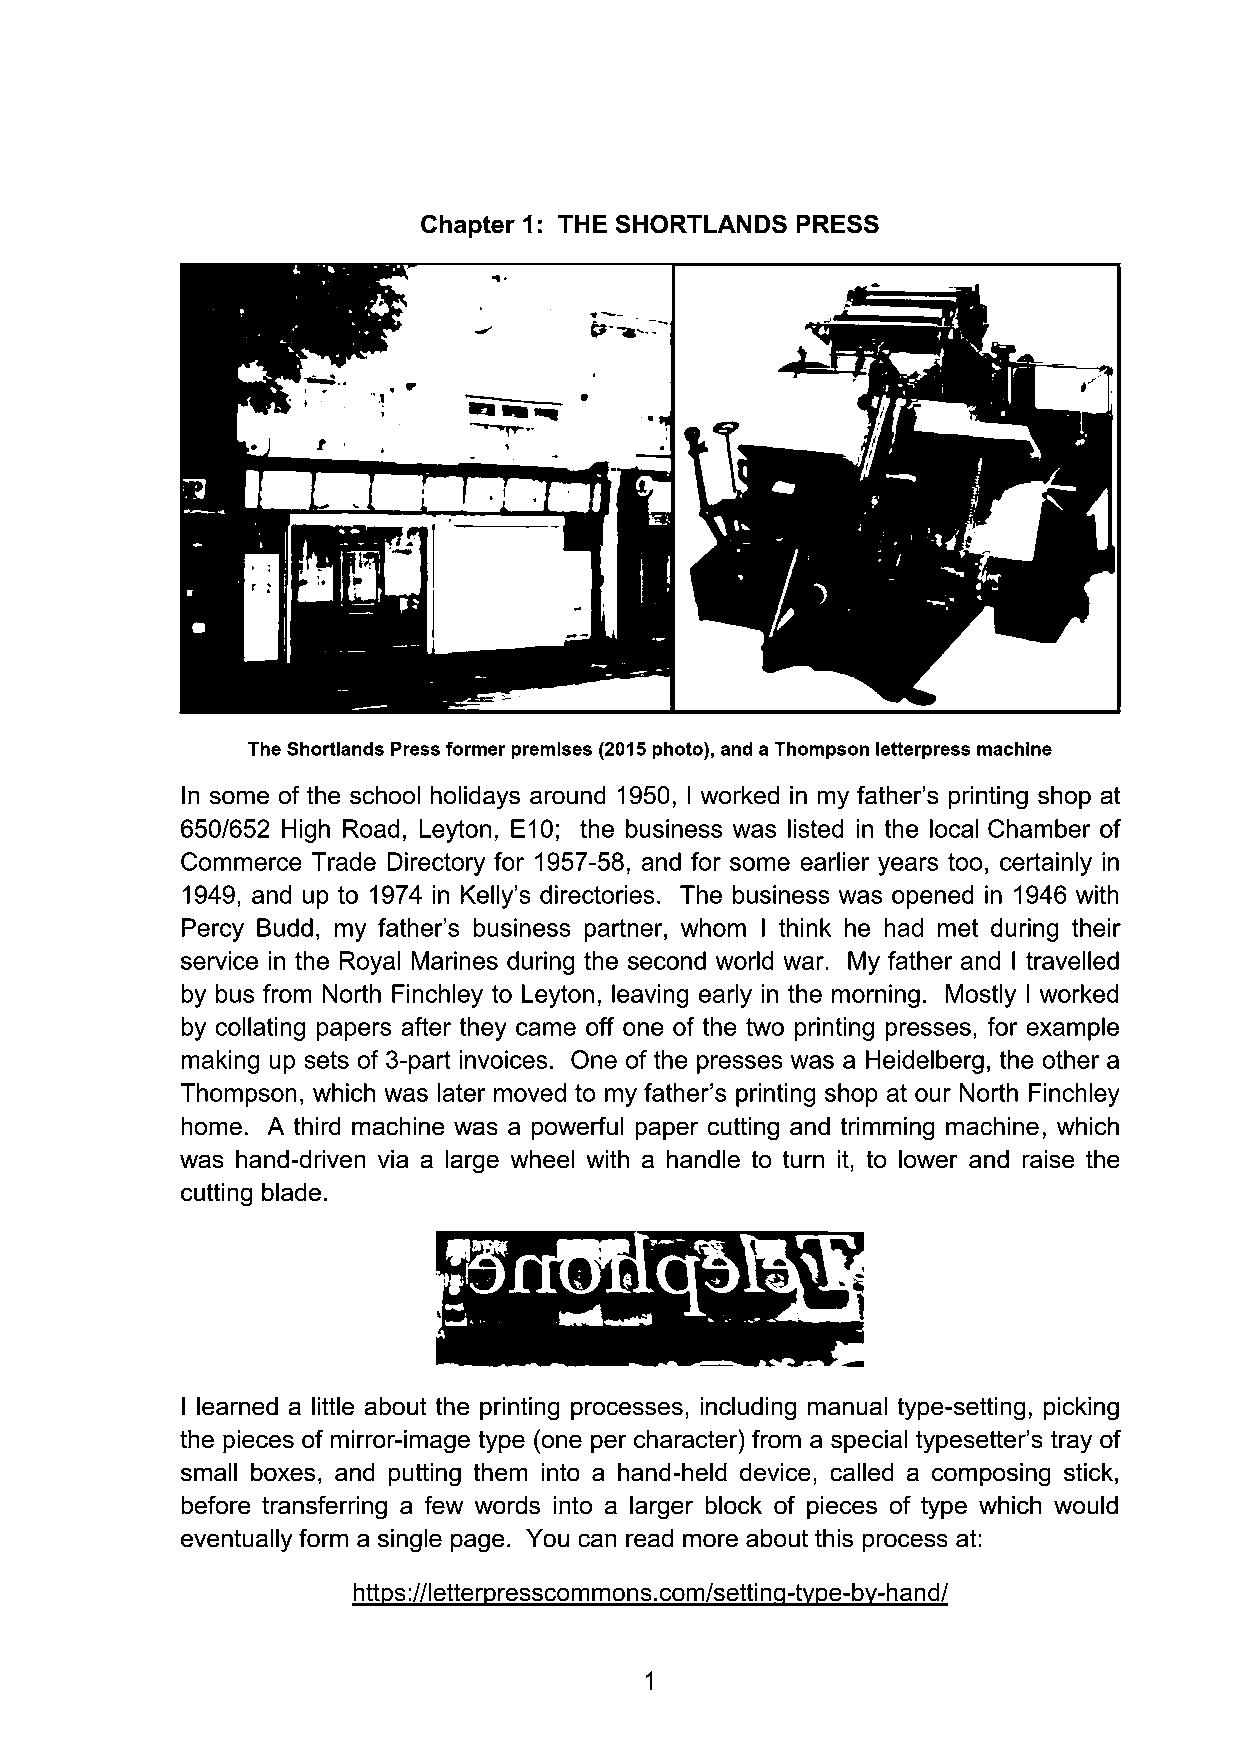 Chapter 1:  THE SHORTLANDS PRESS
The Shortlands Press former premises (2015 photo), and a Thompson letterpress machine
In some of the school holidays around 1950, I worked in my father's printing shop at
650/652 High Road, Leyton, E10;  the business was listed in the local Chamber of
Commerce Trade Directory for 1957-58, and for some earlier years too, certainly in
1949, and up to 1974 in Kelly's directories.  The business was opened in 1946 with
Percy Budd, my father's business partner, whom I think he had met during their
service in the Royal Marines during the second world war.  My father and I travelled
by bus from North Finchley to Leyton, leaving early in the morning.  Mostly I worked
by collating papers after they came off one of the two printing presses, for example
making up sets of 3-part invoices.  One of the presses was a Heidelberg, the other a
Thompson, which was later moved to my father's printing shop at our North Finchley
home.  A third machine was a powerful paper cutting and trimming machine, which
was hand-driven via a large wheel with a handle to turn it, to lower and raise the
cutting blade.
Telephone
I learned a little about the printing processes, including manual type-setting, picking
the pieces of mirror-image type (one per character) from a special typesetter's tray of
small boxes, and putting them into a hand-held device, called a composing stick,
before transferring a few words into a larger block of pieces of type which would
eventually form a single page.  You can read more about this process at:
https://letterpresscommons.com/setting-type-by-hand/
1